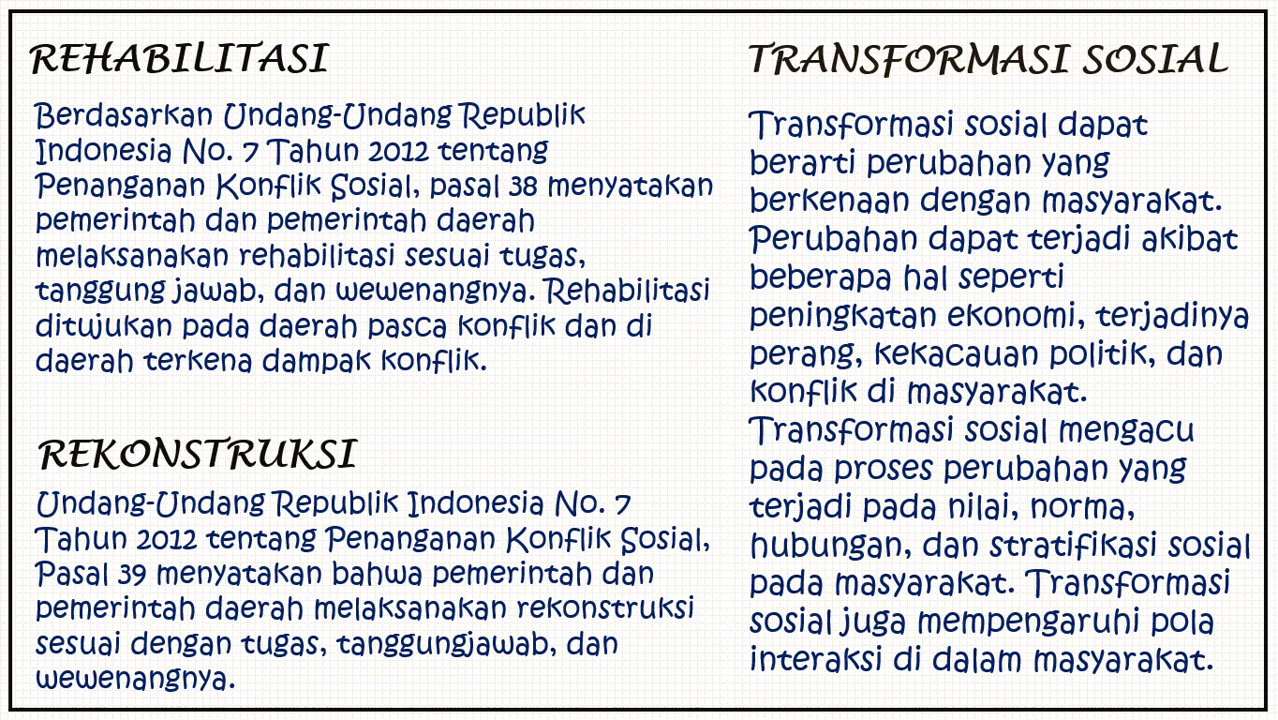 REHABILITASI
Berdasarkan Undang-Undang Republik
Indonesia No. 7 Tahun 2012 tentang
Penanganan Konflik Sosial, pasal 38 menyatakan
pemerintah dan pemerintah daerah
melaksanakan rehabilitasi sesuai tugas,
tanggung jawab, dan wewenangnya. Rehabilitasi
ditujukan pada daerah pasca konflik dan di
daerah terkena dampak konflik.
REKONSTRUKSI
Undang-Undang Republik Indonesia No. 7
Tahun 2012 tentang Penanganan Konflik Sosial,
Pasal 39 menyatakan bahwa pemerintah dan
pemerintah daerah melaksanakan rekonstruksi
sesuai dengan tugas, tanggungjawab, dan
wewenangnya.
TRANSFORMASI SOSIAL
Transformasi sosial dapat
berarti perubahan yang
berkenaan dengan masyarakat.
Perubahan dapat terjadi akibat
beberapa hal seperti
peningkatan ekonomi, terjadinya
perang, kekacauan politik, dan
konflik di masyarakat.
Transformasi sosial mengacu
pada proses perubahan yang
terjadi pada nilai, norma,
hubungan, dan stratifikasi sosial
pada masyarakat. Transformasi
sosial juga mempengaruhi pola
interaksi di dalam masyarakat.